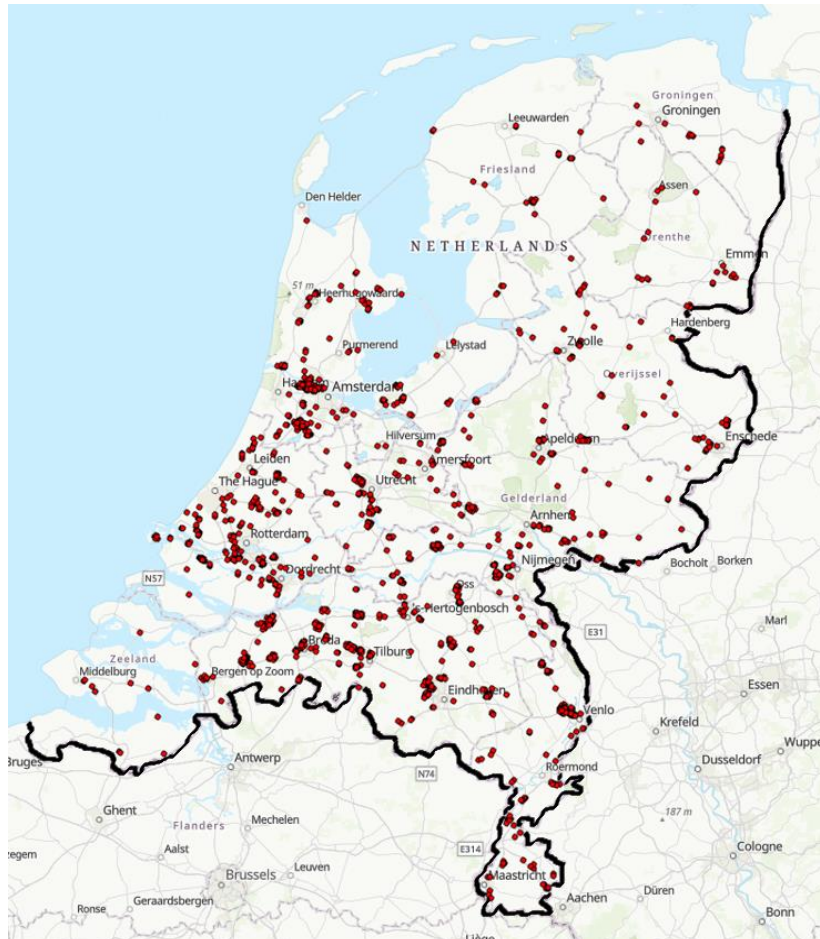 Groningen
Leeuwarden
Groningen
Friesland
Assen
Den Helder
Drenthe
NETHERLANDS
Emmen
51 m
Heerhugowaard
Hardenberg
Purmerend
Lelystad
Zwolle
Overijssel
Amsterdam
Hilversum
Apeldoorn
Enschede
Leiden
Amersfoort
The Hague
Utrecht
Gelderland
Arnhem
Rotterdam
N57
Dordrecht
Nijmegen
Bocholt
Borken
Oss
's-Hertogenbosch
Marl
E31
Breda
Zeeland
Tilburg
Middelburg
Bergen op Zoom
Eindhoven
Essen
Venlo
Krefeld
Wuppe
Bruges
Antwerp
Roermond
Dusseldorf
N74
Ghent
187 m
Flanders
Mechelen
E314
zegem
Aalst
Cologne
Leuven
Brussels
Maastricht
Düren
Geraardsbergen
Aachen
Ronse
Bonn
Liège